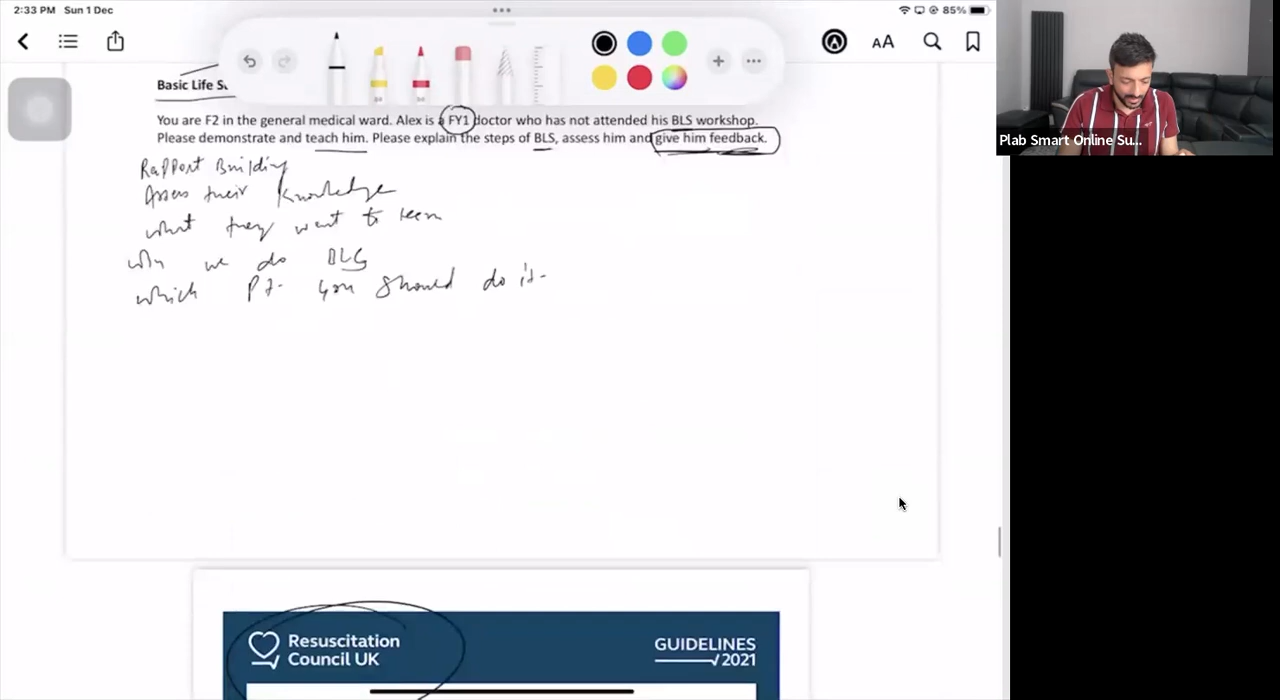 2:33 PM Sun 1 Dec
85%
AA
Plab Smart Online Su...
Basic Life
You are F2 in the general medical ward. Alex is a FY1 doctor who has not attended his BLS workshop.
Please demonstrate and teach him. Please explain the steps of BLS, assess him and give him feedback.
Rapport Building
Assess their knowledge
what they want to learn
why we do BLS
which Pt. you should do it.
Resuscitation
Council UK
GUIDELINES
2021